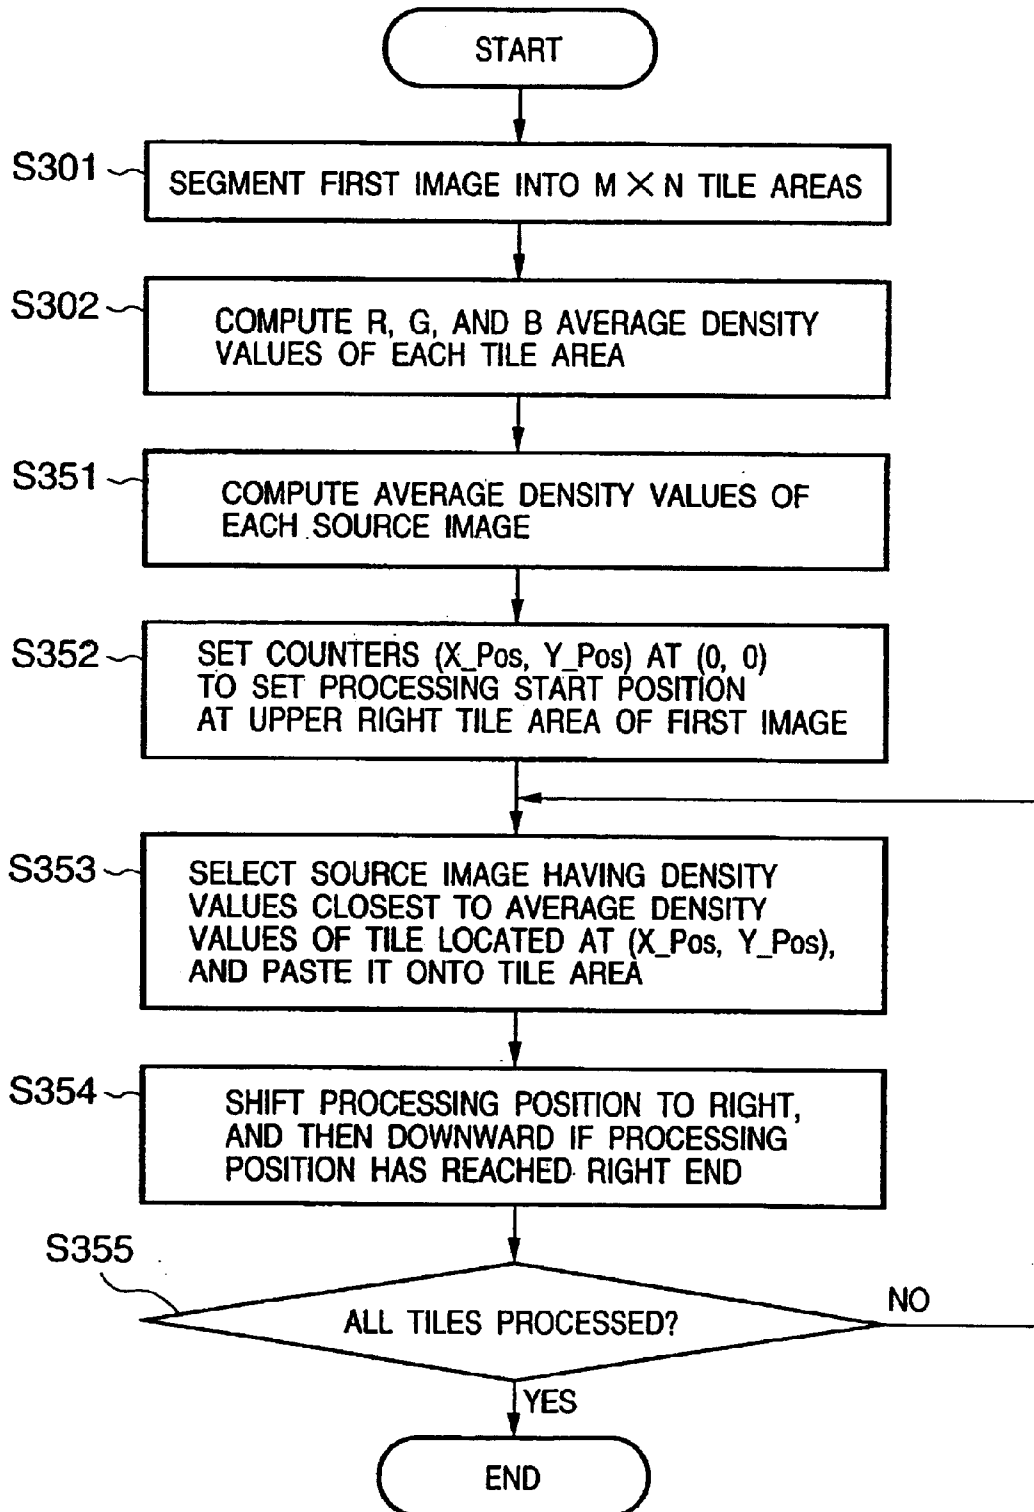 START
S301
SEGMENT FIRST IMAGE INTO M × N TILE AREAS
S302
COMPUTE R, G, AND B AVERAGE DENSITY
VALUES OF EACH TILE AREA
S351
COMPUTE AVERAGE DENSITY VALUES OF
EACH SOURCE IMAGE
S352
SET COUNTERS (X_Pos, Y_Pos) AT (0, 0)
TO SET PROCESSING START POSITION
AT UPPER RIGHT TILE AREA OF FIRST IMAGE
S353
SELECT SOURCE IMAGE HAVING DENSITY
VALUES CLOSEST TO AVERAGE DENSITY
VALUES OF TILE LOCATED AT (X_Pos, Y_Pos),
AND PASTE IT ONTO TILE AREA
S354
SHIFT PROCESSING POSITION TO RIGHT,
AND THEN DOWNWARD IF PROCESSING
POSITION HAS REACHED RIGHT END
S355
ALL TILES PROCESSED?
NO
YES
END